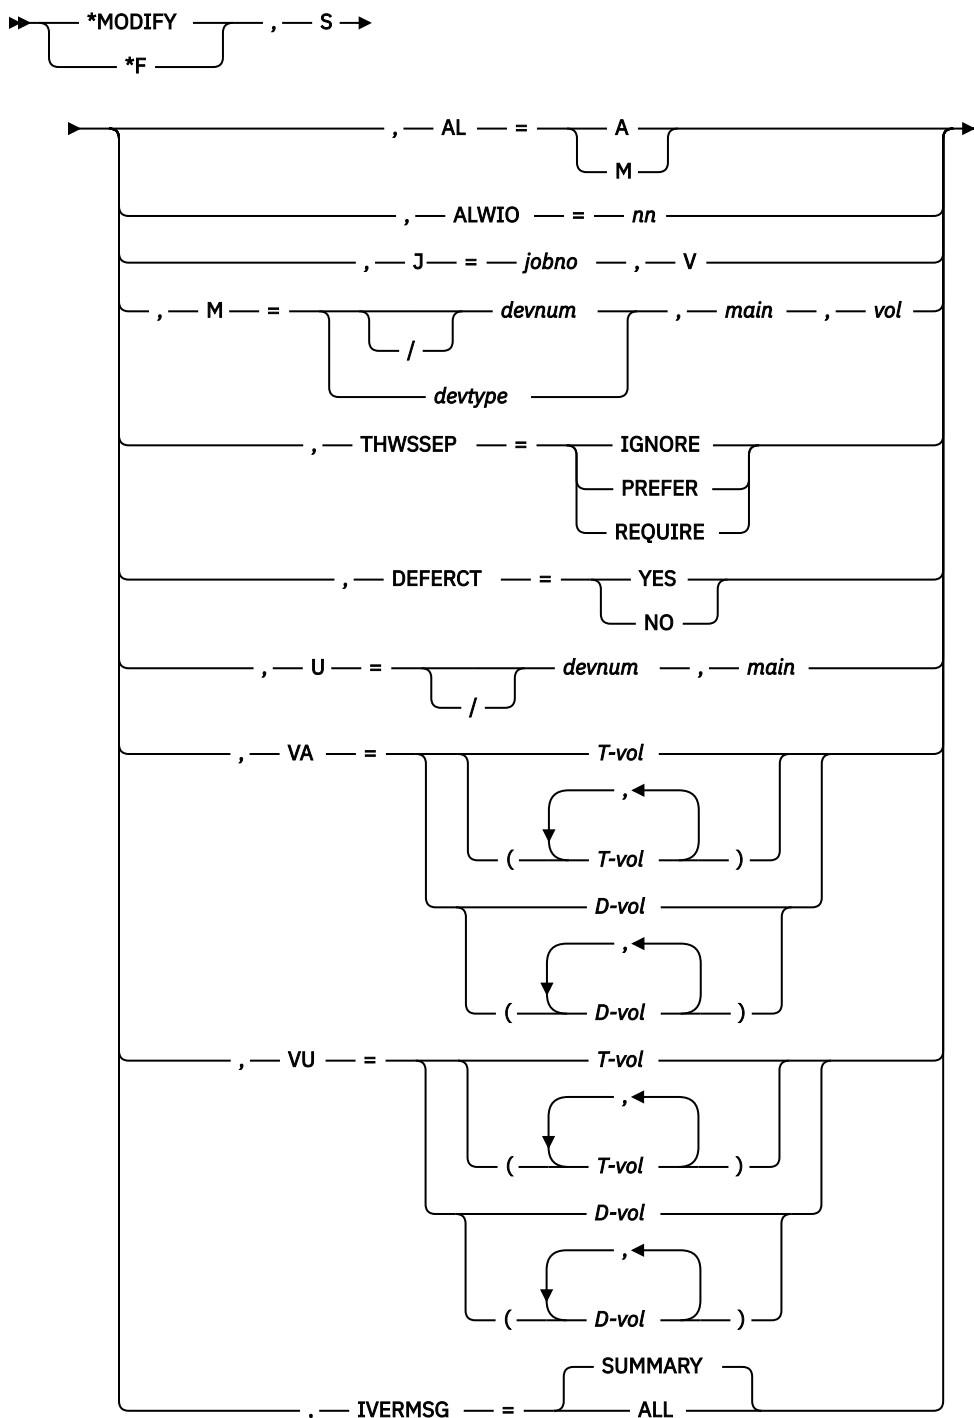 *MODIFY , S
*F
, AL = A
M
, ALWIO = nn
, J = jobno , V
, M = devnum , main , vol
/
devtype
, THWSSEP = IGNORE
PREFER
REQUIRE
, DEFERCT = YES
NO
, U = devnum , main
/
, VA = T-vol
,
( T-vol )
D-vol
,
( D-vol )
, VU = T-vol
,
( T-vol )
D-vol
,
( D-vol )
SUMMARY
, IVERMSG = ALL